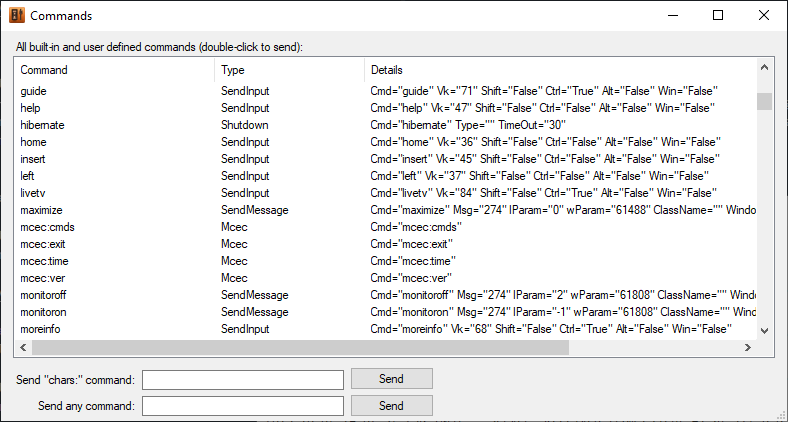 Commands
All built-in and user defined commands (double-click to send):
Command Type Details
guide SendInput Cmd="guide" Vk="71" Shift="False" Ctrl="True" Alt="False" Win="False"
help SendInput Cmd="help" Vk="47" Shift="False" Ctrl="False" Alt="False" Win="False"
hibernate Shutdown Cmd="hibernate" Type="" TimeOut="30"
home SendInput Cmd="home" Vk="36" Shift="False" Ctrl="False" Alt="False" Win="False"
insert SendInput Cmd="insert" Vk="45" Shift="False" Ctrl="False" Alt="False" Win="False"
left SendInput Cmd="left" Vk="37" Shift="False" Ctrl="False" Alt="False" Win="False"
livetv SendInput Cmd="livetv" Vk="84" Shift="False" Ctrl="True" Alt="False" Win="False"
maximize SendMessage Cmd="maximize" Msg="274" lParam="0" wParam="61488" ClassName="" Windo
mcec:cmds Mcec Cmd="mcec:cmds"
mcec:exit Mcec Cmd="mcec:exit"
mcec:time Mcec Cmd="mcec:time"
mcec:ver Mcec Cmd="mcec:ver"
monitoroff SendMessage Cmd="monitoroff" Msg="274" lParam="2" wParam="61808" ClassName="" Wind
monitoron SendMessage Cmd="monitoron" Msg="274" lParam="-1" wParam="61808" ClassName="" Wind
moreinfo SendInput Cmd="moreinfo" Vk="68" Shift="False" Ctrl="True" Alt="False" Win="False"
Send "chars:" command: Send
Send any command: Send